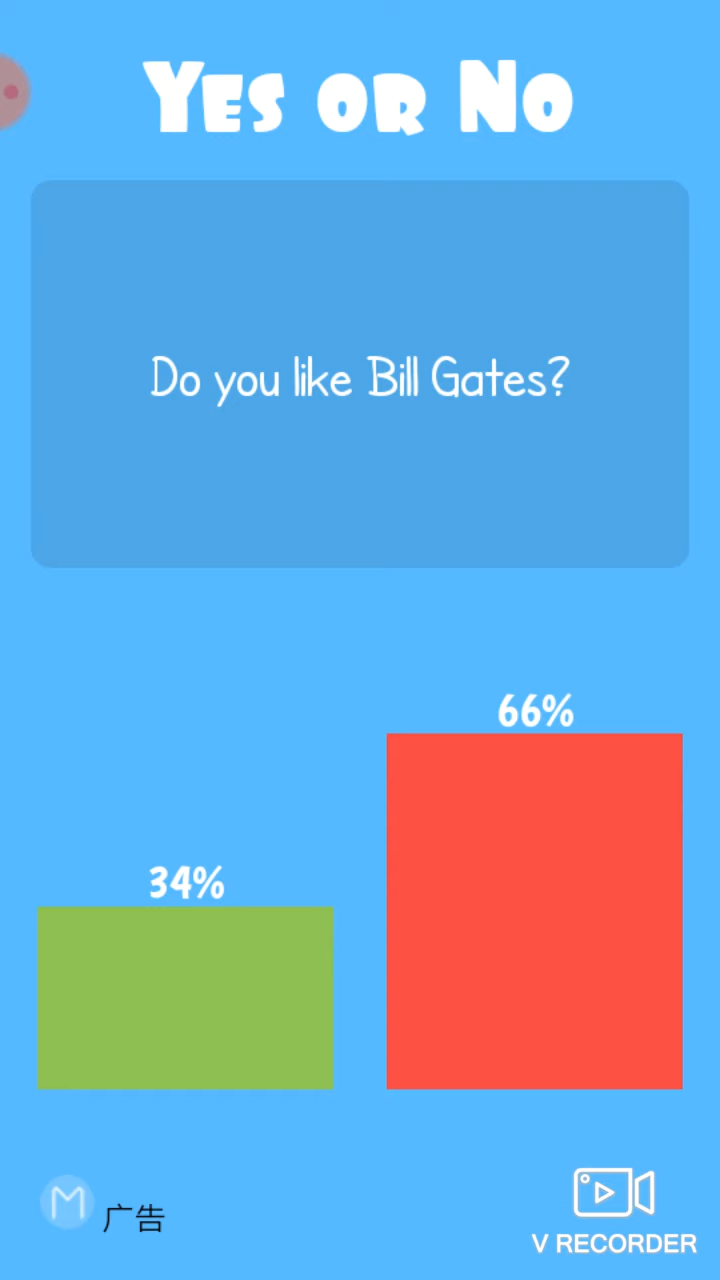 Yes or No
Do you like Bill Gates?
66%
34%
M
广告
V RECORDER